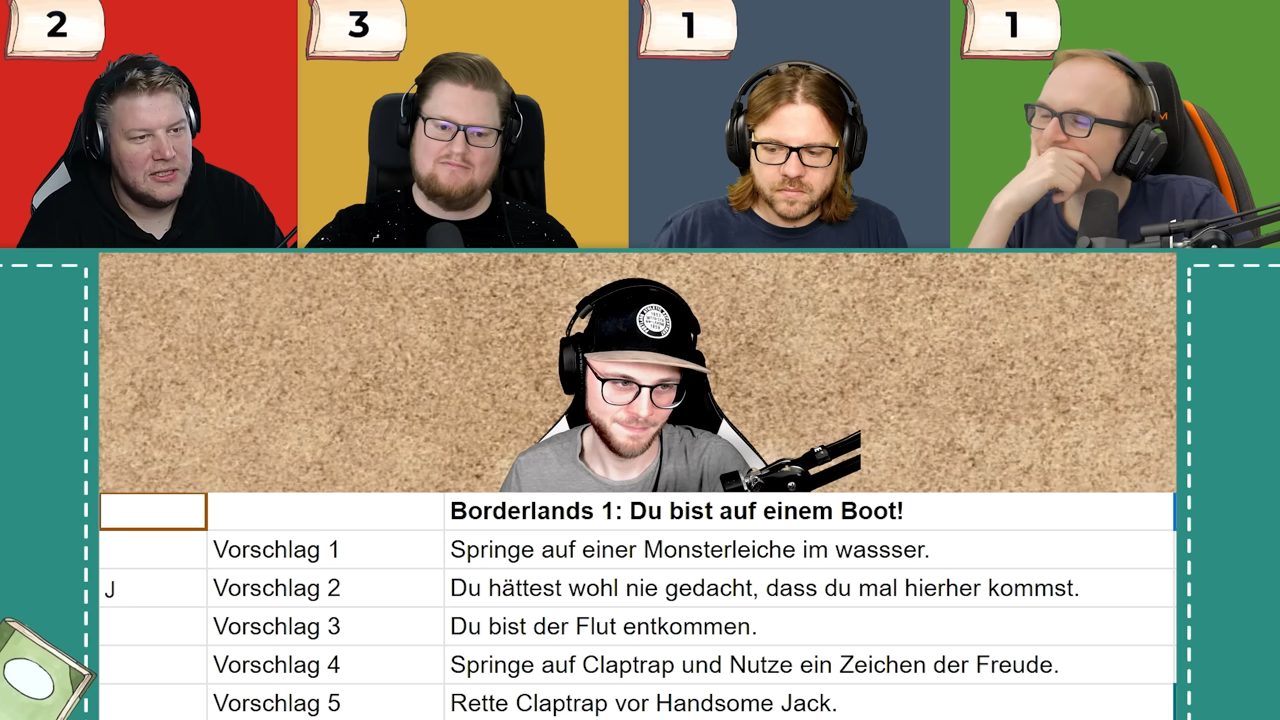 2
3
1
1
Borderlands 1: Du bist auf einem Boot!
Vorschlag 1 Springe auf einer Monsterleiche im wassser.
J Vorschlag 2 Du hättest wohl nie gedacht, dass du mal hierher kommst.
Vorschlag 3 Du bist der Flut entkommen.
Vorschlag 4 Springe auf Claptrap und Nutze ein Zeichen der Freude.
Vorschlag 5 Rette Claptrap vor Handsome Jack.